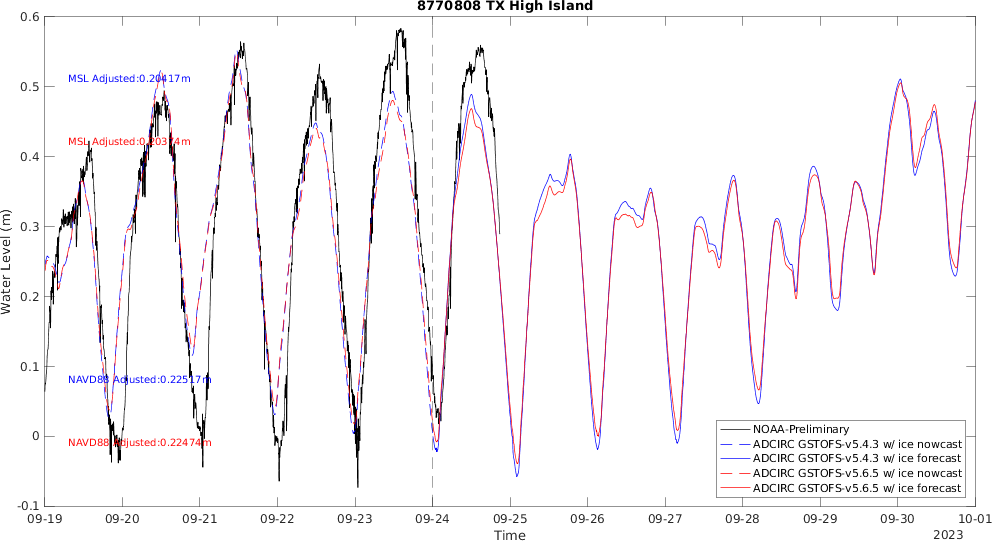 8770808 TX High Island
0.6
0.5
0.4
0.3
0.2
0.1
0
-0.1
Water Level (m)
MSL Adjusted:0.20417m
MSL Adjusted:0.20374m
NAVD88 Adjusted:0.22517m
NAVD88 Adjusted:0.22474m
NOAA-Preliminary
ADCIRC GSTOFS-v5.4.3 w/ ice nowcast
ADCIRC GSTOFS-v5.4.3 w/ ice forecast
ADCIRC GSTOFS-v5.6.5 w/ ice nowcast
ADCIRC GSTOFS-v5.6.5 w/ ice forecast
09-19 09-20 09-21 09-22 09-23 09-24 09-25 09-26 09-27 09-28 09-29 09-30 10-01
Time
2023